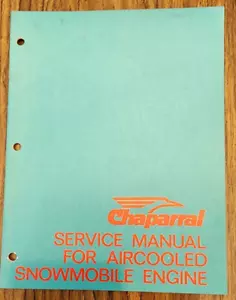 Chaparral
SERVICE MANUAL
FOR AIRCOOLED
SNOWMOBILE ENGINE